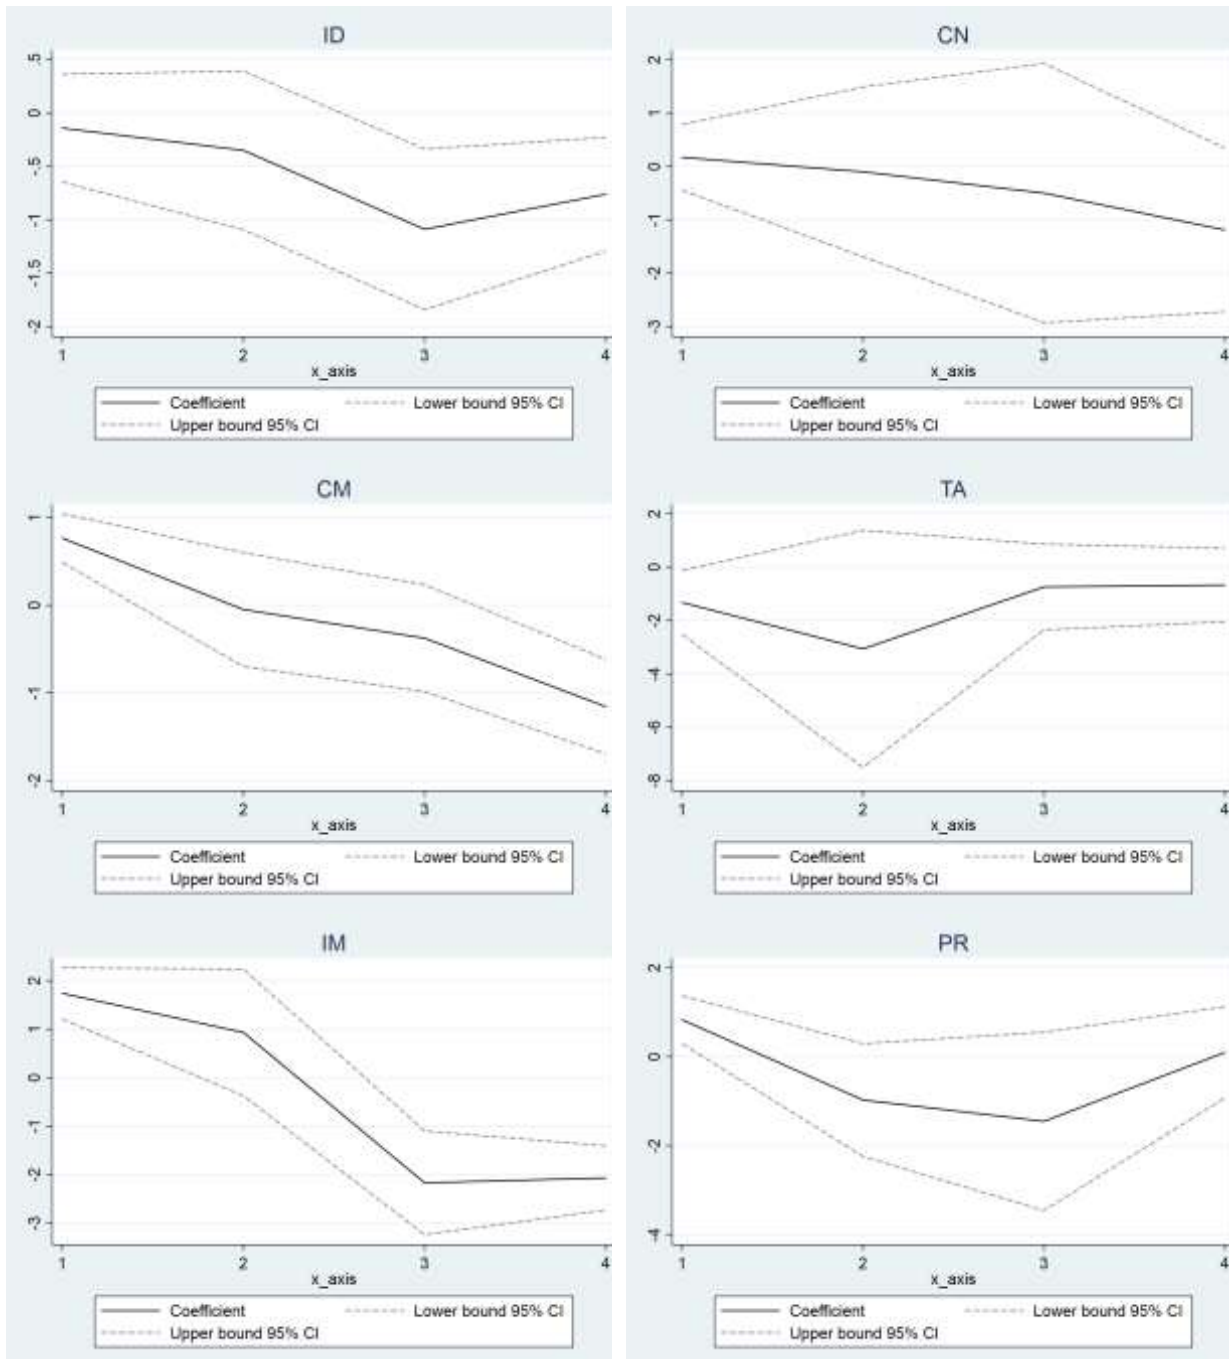 ID
.5
0
-.5
-1
-1.5
-2
1 2 3 4
x_axis
Coefficient Lower bound 95% CI
Upper bound 95% CI
CN
2
1
0
-1
-2
-3
1 2 3 4
x_axis
Coefficient Lower bound 95% CI
Upper bound 95% CI
CM
1
0
-1
-2
1 2 3 4
x_axis
Coefficient Lower bound 95% CI
Upper bound 95% CI
TA
2
0
-2
-4
-6
-8
1 2 3 4
x_axis
Coefficient Lower bound 95% CI
Upper bound 95% CI
IM
2
1
0
-1
-2
-3
1 2 3 4
x_axis
Coefficient Lower bound 95% CI
Upper bound 95% CI
PR
2
0
-2
-4
1 2 3 4
x_axis
Coefficient Lower bound 95% CI
Upper bound 95% CI